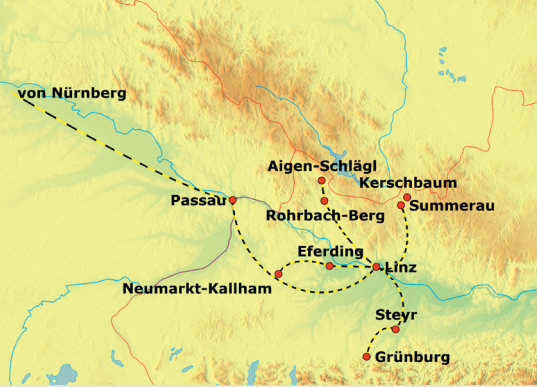 von Nürnberg
Aigen-Schlägl
Kerschbaum
Passau
Rohrbach-Berg
Summerau
Eferding
Linz
Neumarkt-Kallham
Steyr
Grünburg